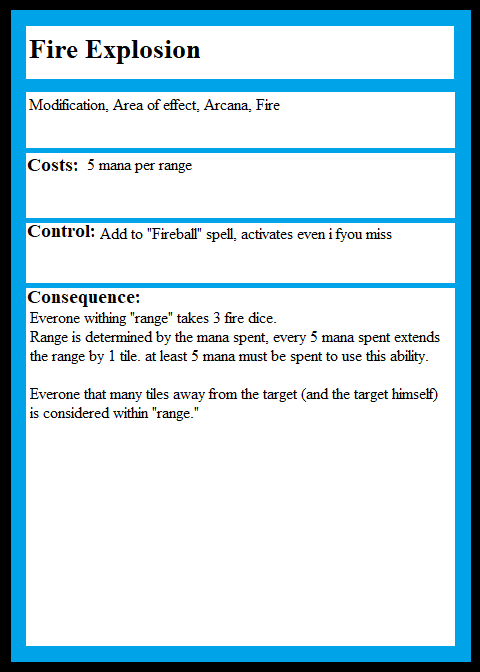 Fire Explosion
Modification, Area of effect, Arcana, Fire
Costs: 5 mana per range
Control: Add to "Fireball" spell, activates even i fyou miss
Consequence:
Everone withing "range" takes 3 fire dice.
Range is determined by the mana spent, every 5 mana spent extends
the range by 1 tile. at least 5 mana must be spent to use this ability.
Everone that many tiles away from the target (and the target himself)
is considered within "range."